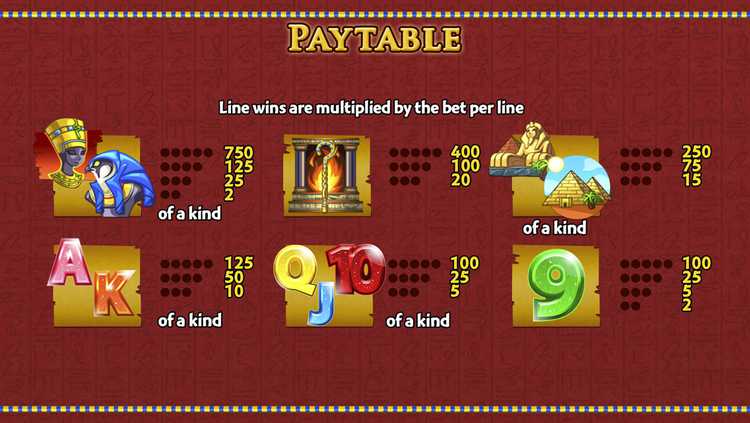 PAYTABLE
Line wins are multiplied by the bet per line
750
125
25
2
of a kind
400
100
20
250
75
15
of a kind
A
K
125
50
10
of a kind
Q
J
10
100
25
5
of a kind
9
100
25
5
2